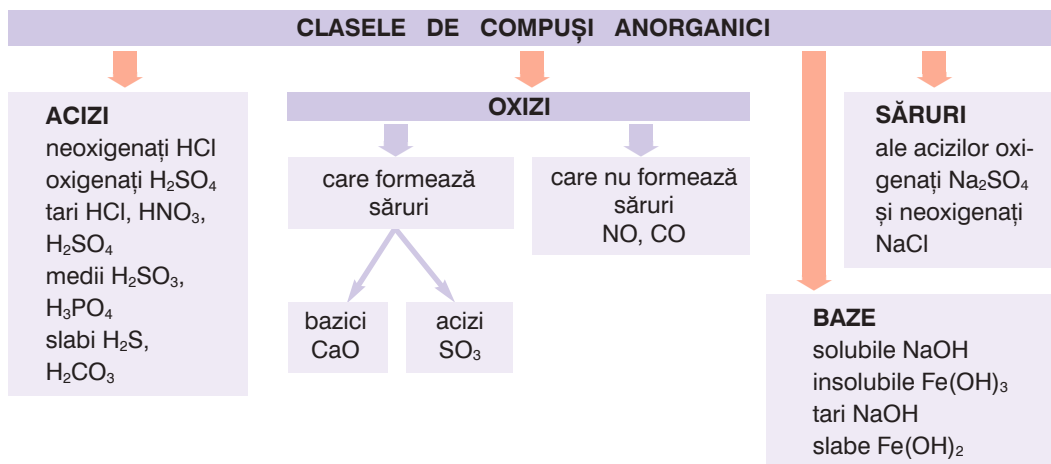 CLASELE DE COMPUȘI ANORGANICI
ACIZI
neoxigenați HCl
oxigenați H₂SO₄
tari HCl, HNO₃,
H₂SO₄
medii H₂SO₃,
H₃PO₄
slabi H₂S,
H₂CO₃
OXIZI
care formează
săruri
care nu formează
săruri
NO, CO
bazici
CaO
acizi
SO₃
SĂRURI
ale acizilor oxi-
genați Na₂SO₄
și neoxigenați
NaCl
BAZE
solubile NaOH
insolubile Fe(OH)₃
tari NaOH
slabe Fe(OH)₂